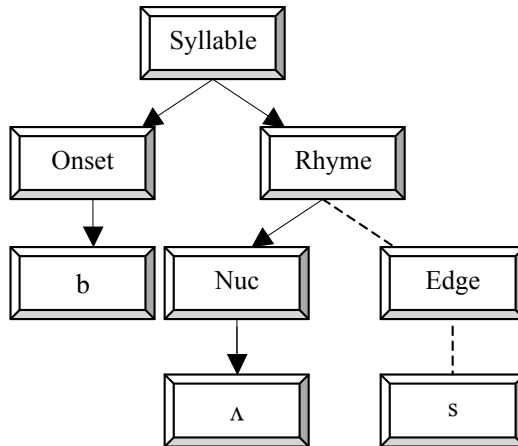 Syllable
Onset
Rhyme
b
Nuc
Edge
ʌ
s